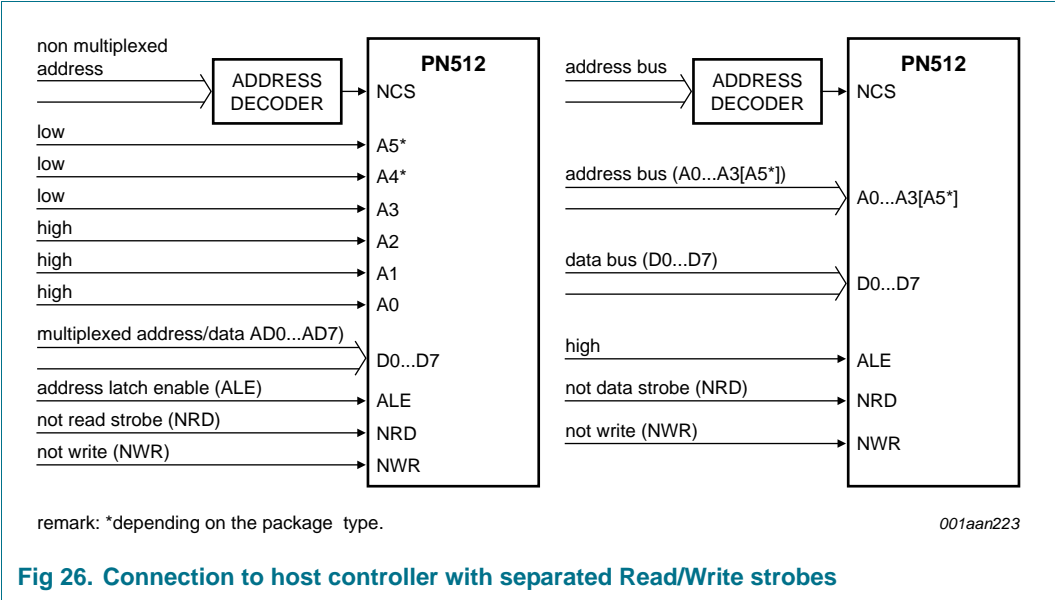 non multiplexed
address
ADDRESS
DECODER
PN512
NCS
low
A5*
low
A4*
low
A3
high
A2
high
A1
high
A0
multiplexed address/data AD0...AD7)
D0...D7
address latch enable (ALE)
ALE
not read strobe (NRD)
NRD
not write (NWR)
NWR
address bus
ADDRESS
DECODER
PN512
NCS
address bus (A0...A3[A5*])
A0...A3[A5*]
data bus (D0...D7)
D0...D7
high
ALE
not data strobe (NRD)
NRD
not write (NWR)
NWR
remark: *depending on the package type.
001aan223
Fig 26. Connection to host controller with separated Read/Write strobes